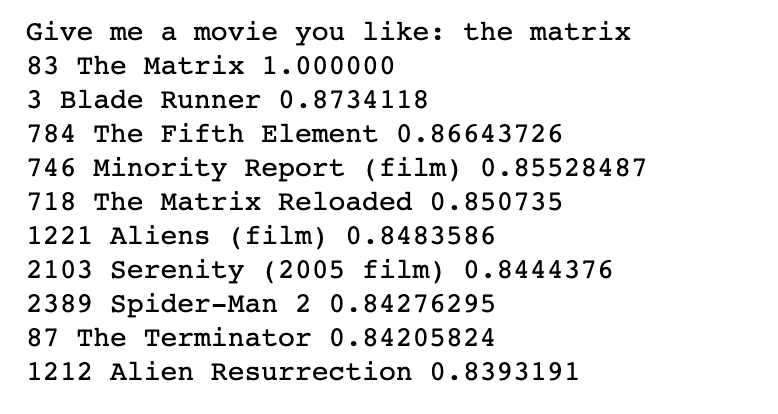 Give me a movie you like: the matrix
83 The Matrix 1.000000
3 Blade Runner 0.8734118
784 The Fifth Element 0.86643726
746 Minority Report (film) 0.85528487
718 The Matrix Reloaded 0.850735
1221 Aliens (film) 0.8483586
2103 Serenity (2005 film) 0.8444376
2389 Spider-Man 2 0.84276295
87 The Terminator 0.84205824
1212 Alien Resurrection 0.8393191